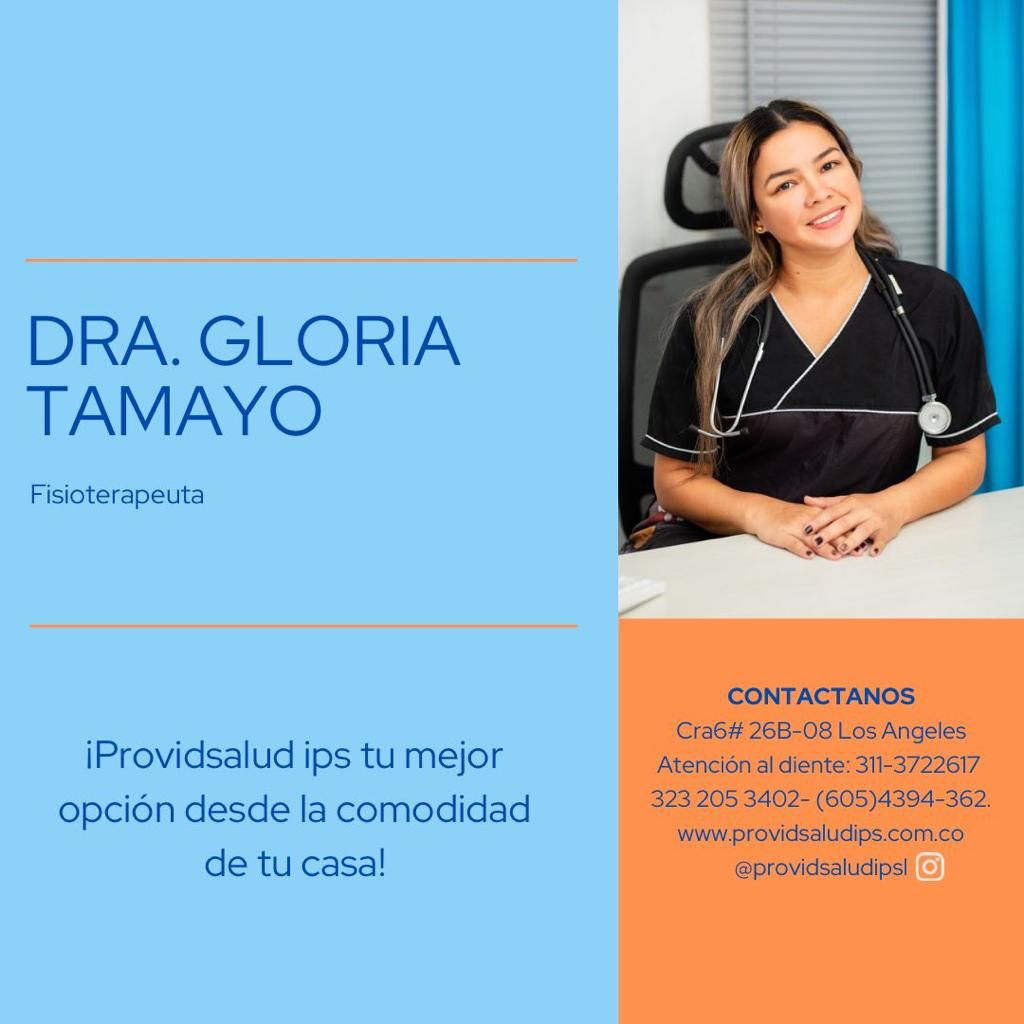 DRA. GLORIA
TAMAYO
Fisioterapeuta
¡Providsalud ips tu mejor
opción desde la comodidad
de tu casa!
CONTACTANOS
Cra6# 26B-08 Los Angeles
Atención al diente: 311-3722617
323 205 3402- (605)4394-362.
www.providsaludips.com.co
@providsaludipsl